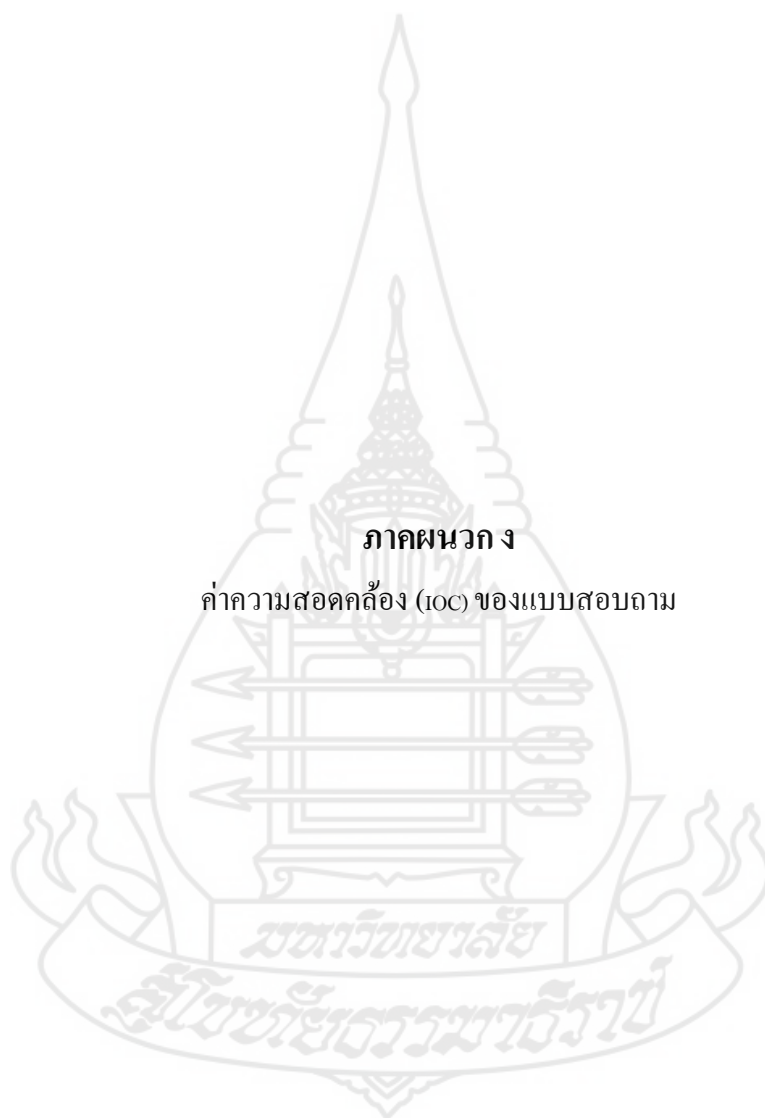 ภาคผนวก ง
ค่าความสอดคล้อง (IOC) ของแบบสอบถาม
มหาวิทยาลัย
สุโขทัยธรรมาธิราช